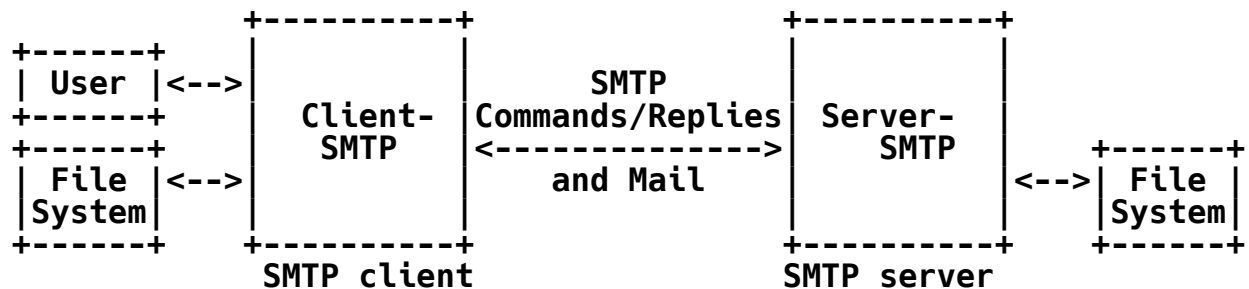 +----------+                +----------+
+------+    |          |                |          |
| User |<-->|          |      SMTP      |          |
+------+    |  Client- |Commands/Replies| Server-  |
+------+    |   SMTP   |<-------------->|    SMTP  |    +------+
| File |<-->|          |    and Mail    |          |<-->| File |
|System|    |          |                |          |    |System|
+------+    +----------+                +----------+    +------+
             SMTP client                SMTP server